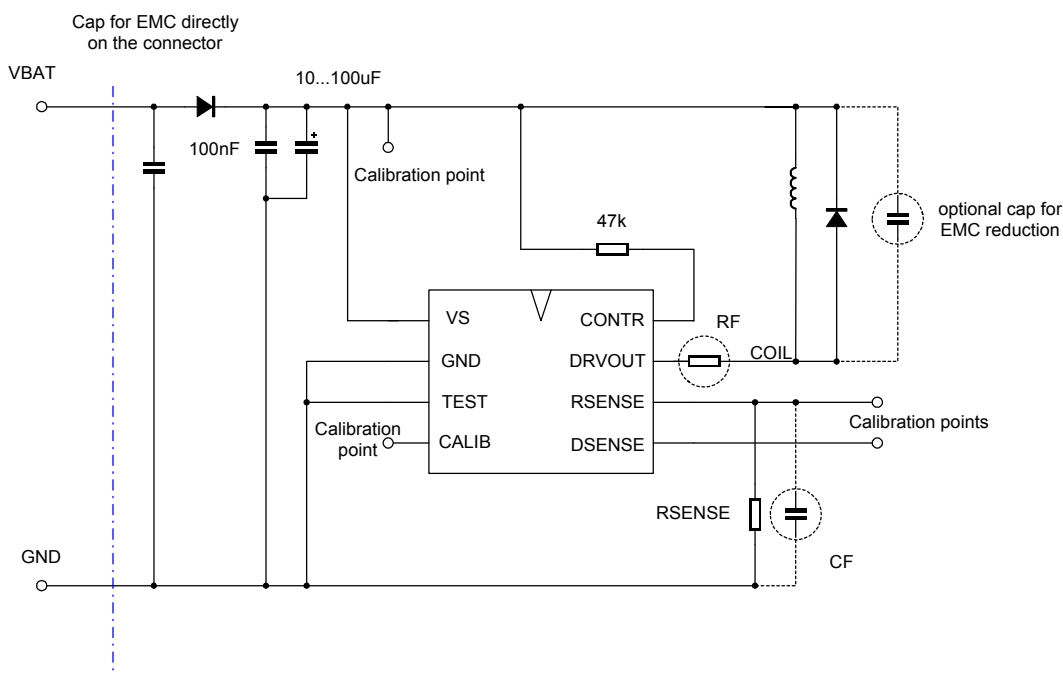 Cap for EMC directly
on the connector
VBAT
10...100uF
+
100nF
Calibration point
optional cap for
EMC reduction
47k
VS
CONTR
RF
GND
DRVOUT
COIL
TEST
RSENSE
Calibration
point
CALIB
DSENSE
Calibration points
RSENSE
CF
GND